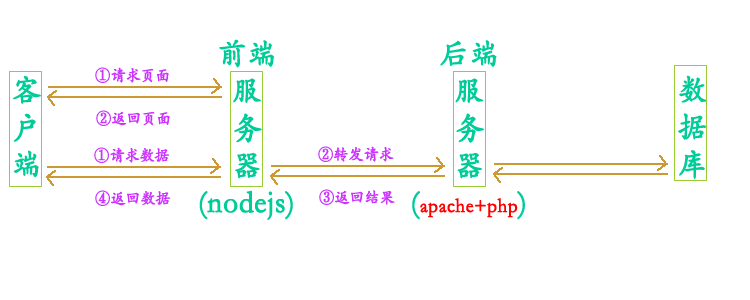 前端
后端
客户端
服务器
服务器
数据库
①请求页面
②返回页面
①请求数据
④返回数据
②转发请求
③返回结果
(nodejs)
(apache+php)